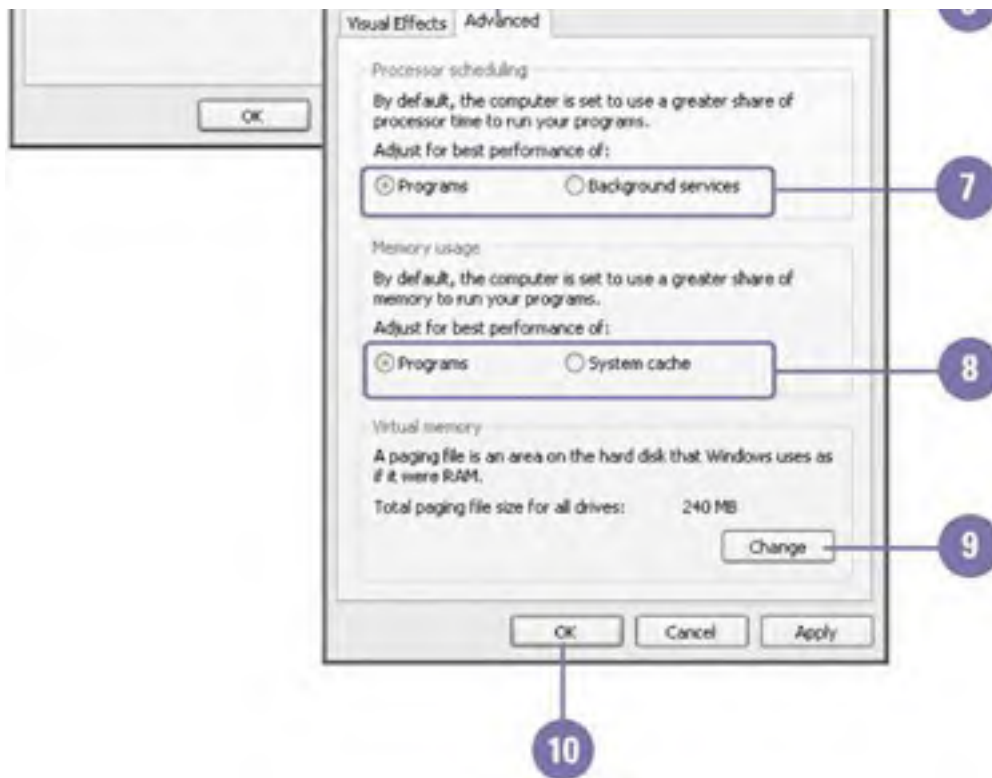 Visual Effects Advanced
Processor scheduling
By default, the computer is set to use a greater share of
processor time to run your programs.
Adjust for best performance of:
Programs Background services
7
Memory usage
By default, the computer is set to use a greater share of
memory to run your programs.
Adjust for best performance of:
Programs System cache
8
Virtual memory
A paging file is an area on the hard disk that Windows uses as
if it were RAM.
Total paging file size for all drives: 240 MB
Change
9
OK
OK Cancel Apply
10